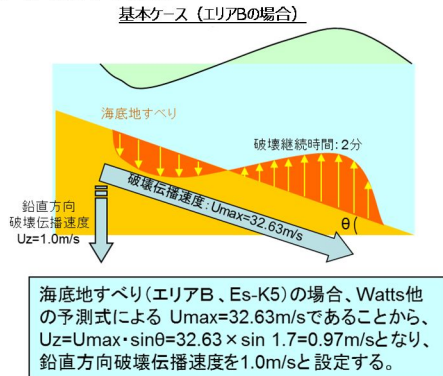 基本ケース（エリアBの場合）
海底地すべり
破壊継続時間：2分
破壊伝播速度：Umax=32.63m/s
鉛直方向
破壊伝播速度
Uz=1.0m/s
θ
海底地すべり（エリアB、Es-K5）の場合、Watts他
の予測式による Umax=32.63m/sであることから、
Uz=Umax・sinθ=32.63×sin 1.7=0.97m/sとなり、
鉛直方向破壊伝播速度を1.0m/sと設定する。